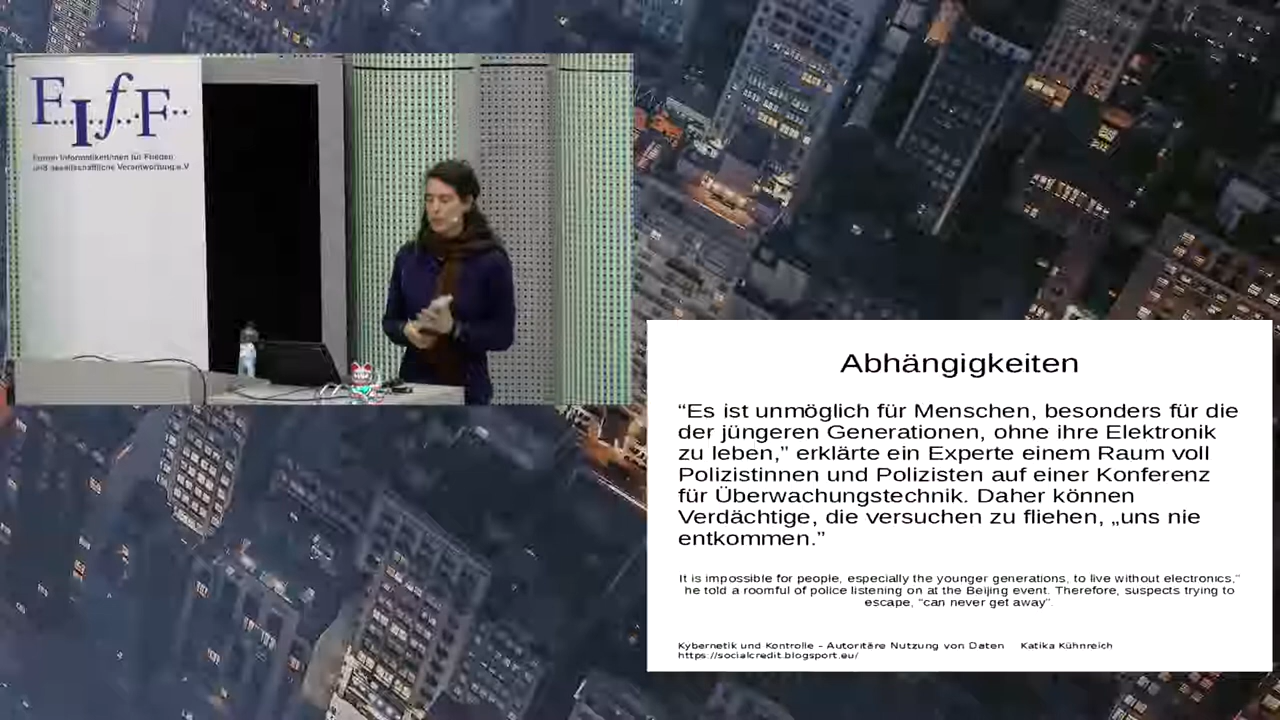 F..I..f..F..
Forum InformatikerInnen für Frieden
und gesellschaftliche Verantwortung e.V
Abhängigkeiten
“Es ist unmöglich für Menschen, besonders für die
der jüngeren Generationen, ohne ihre Elektronik
zu leben,” erklärte ein Experte einem Raum voll
Polizistinnen und Polizisten auf einer Konferenz
für Überwachungstechnik. Daher können
Verdächtige, die versuchen zu fliehen, „uns nie
entkommen.”
It is impossible for people, especially the younger generations, to live without electronics,”
he told a roomful of police listening on at the Beijing event. Therefore, suspects trying to
escape, “can never get away”.
Kybernetik und Kontrolle – Autoritäre Nutzung von Daten Katika Kühnreich
https://socialcredit.blogsport.eu/